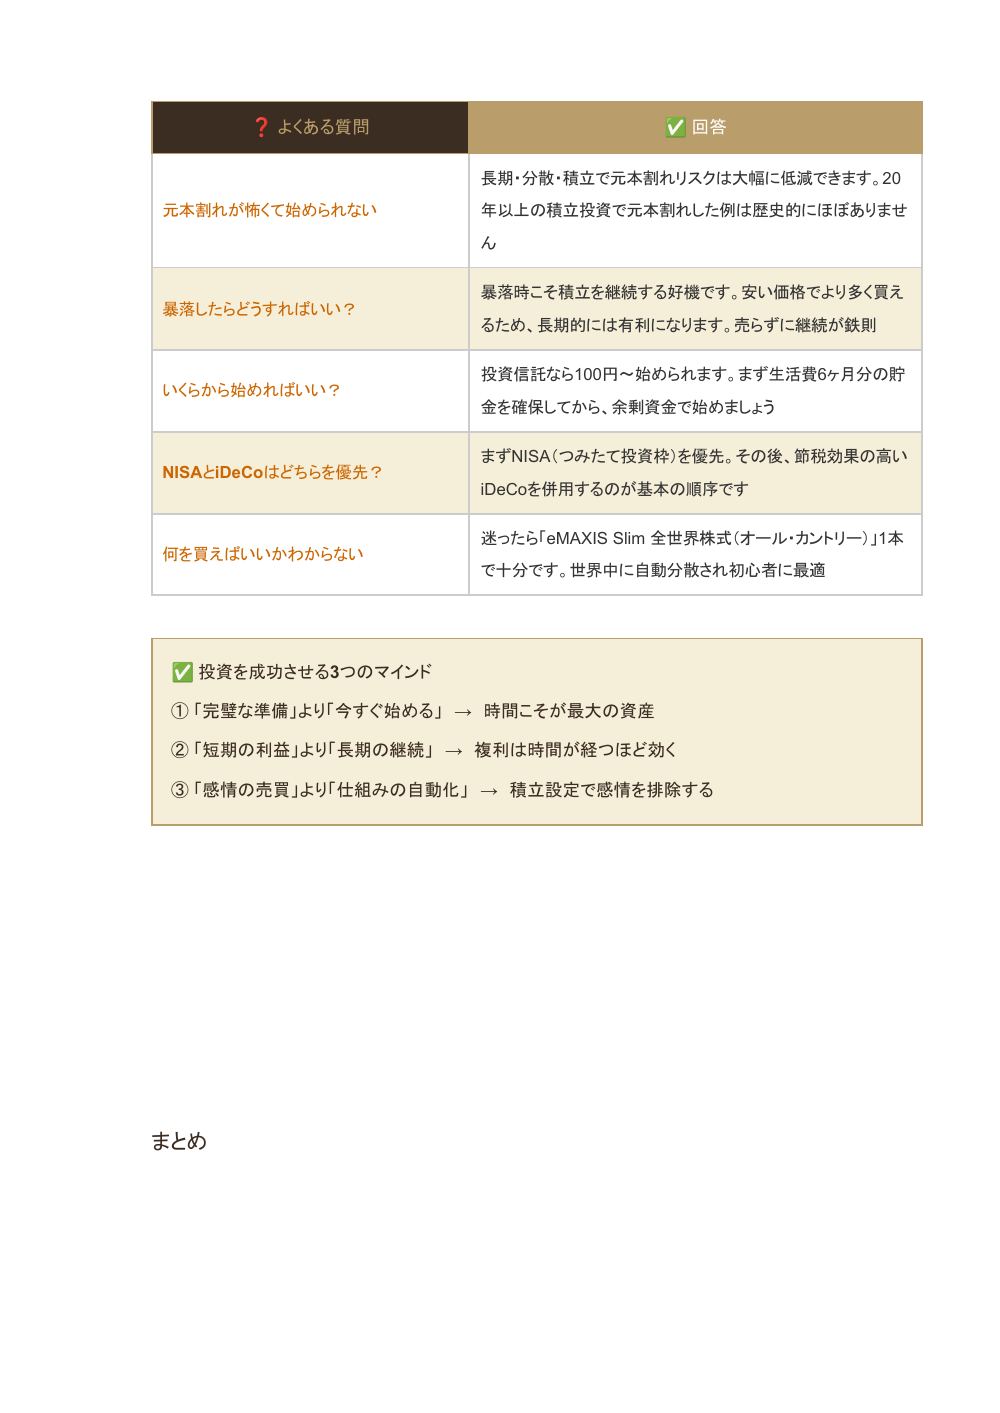 ❓ よくある質問
✅ 回答
元本割れが怖くて始められない
長期・分散・積立で元本割れリスクは大幅に低減できます。20
年以上の積立投資で元本割れした例は歴史的にほぼありませ
ん
暴落したらどうすればいい？
暴落時こそ積立を継続する好機です。安い価格でより多く買え
るため、長期的には有利になります。売らずに継続が鉄則
いくらから始めればいい？
投資信託なら100円〜始められます。まず生活費6ヶ月分の貯
金を確保してから、余剰資金で始めましょう
NISAとiDeCoはどちらを優先？
まずNISA（つみたて投資枠）を優先。その後、節税効果の高い
iDeCoを併用するのが基本の順序です
何を買えばいいかわからない
迷ったら「eMAXIS Slim 全世界株式（オール・カントリー）」1本
で十分です。世界中に自動分散され初心者に最適
✅ 投資を成功させる3つのマインド
①「完璧な準備」より「今すぐ始める」 → 時間こそが最大の資産
②「短期の利益」より「長期の継続」 → 複利は時間が経つほど効く
③「感情の売買」より「仕組みの自動化」 → 積立設定で感情を排除する
まとめ